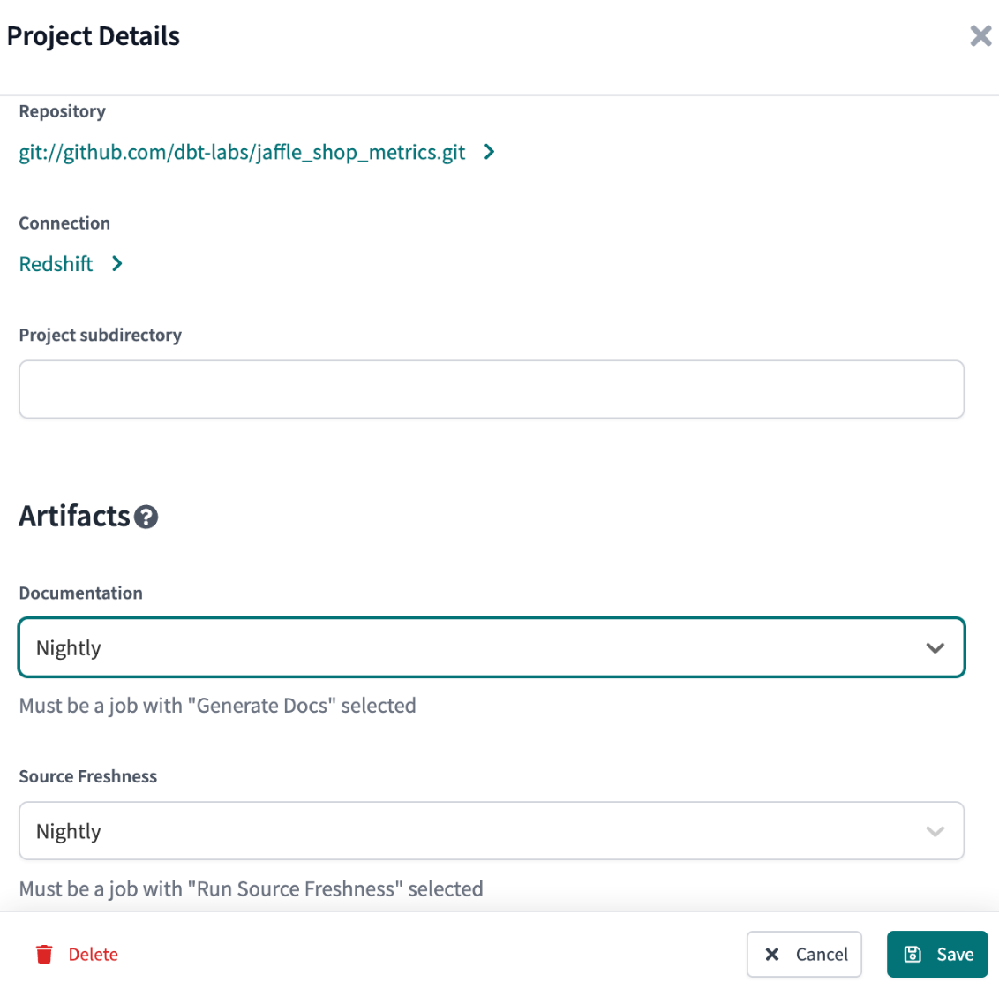 Project Details
Repository
git://github.com/dbt-labs/jaffle_shop_metrics.git
Connection
Redshift
Project subdirectory
Artifacts
Documentation
Nightly
Must be a job with "Generate Docs" selected
Source Freshness
Nightly
Must be a job with "Run Source Freshness" selected
Delete
Cancel
Save